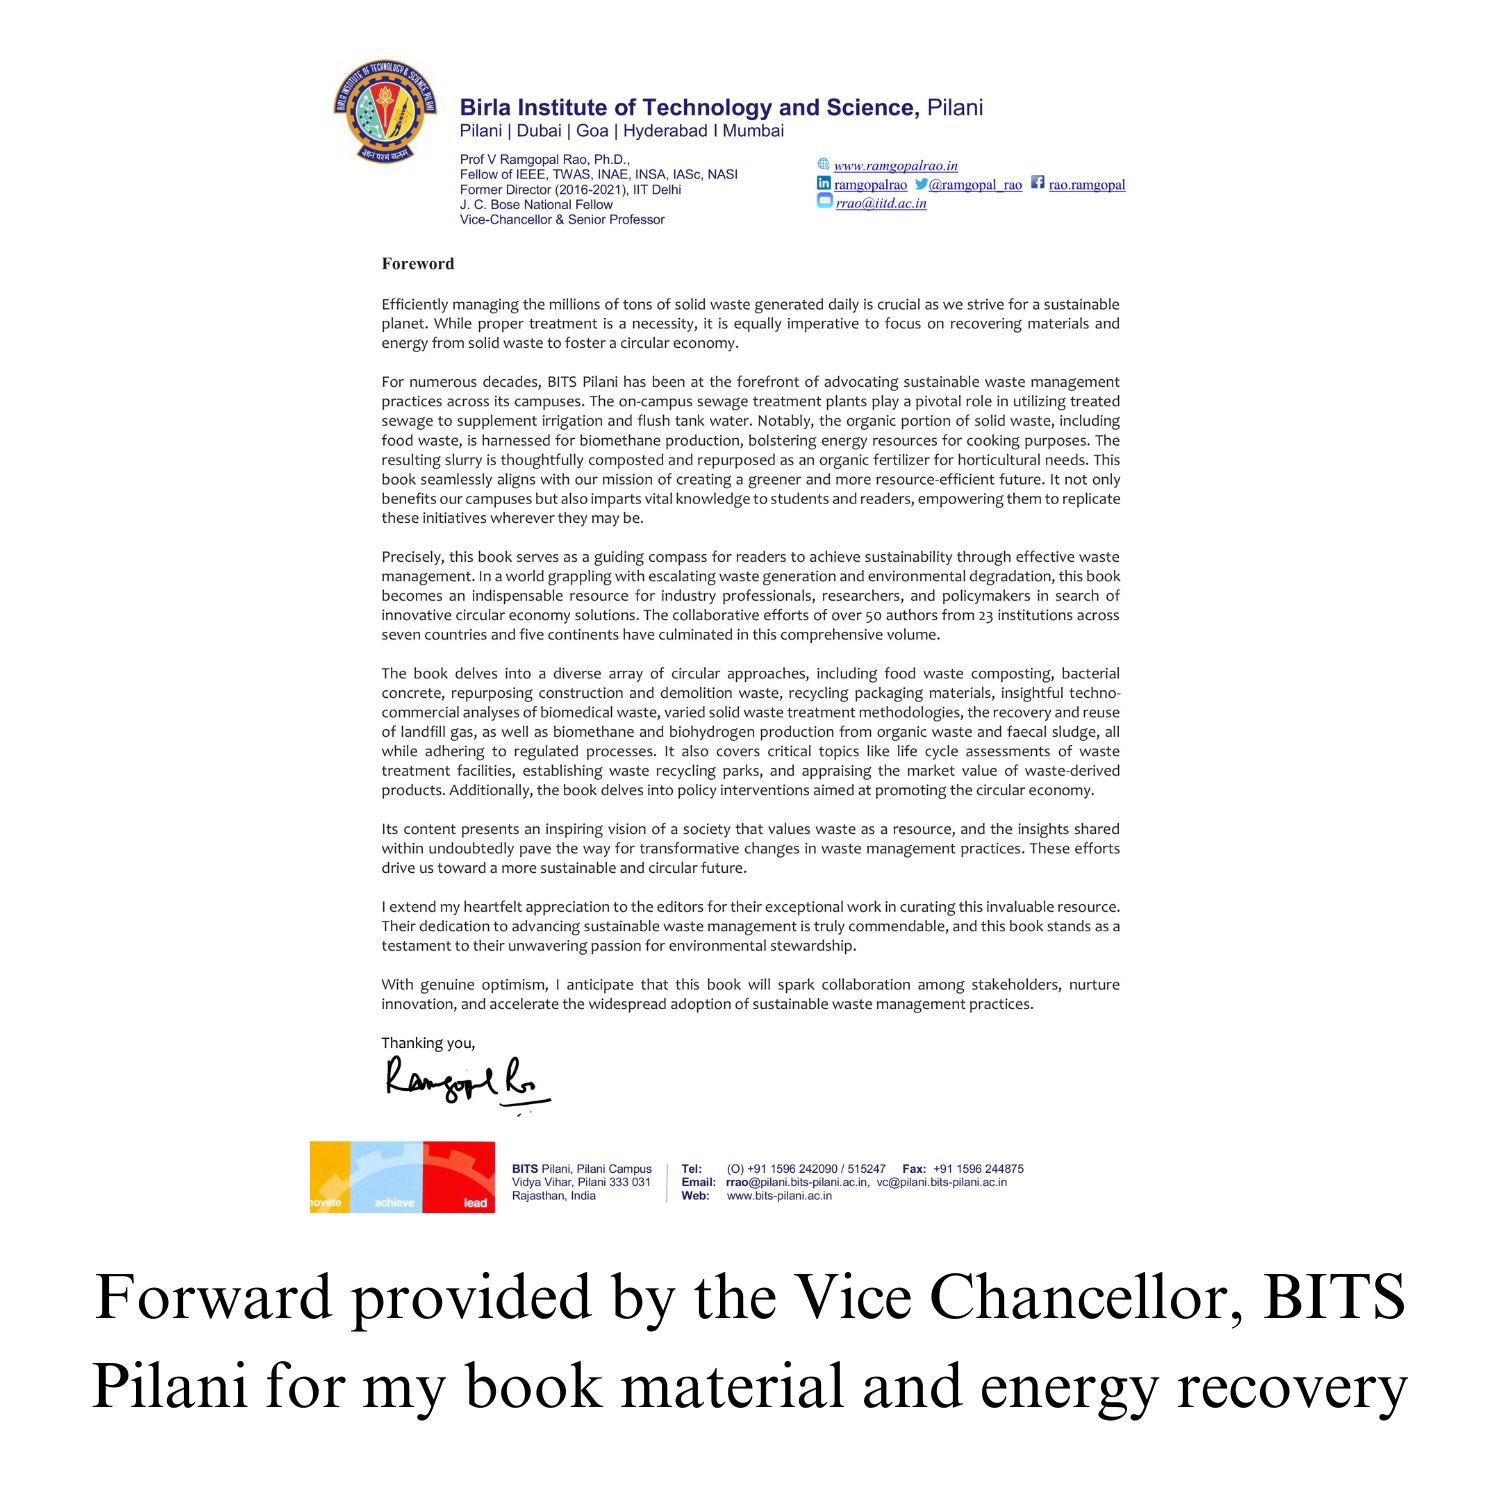 BIRLA INSTITUTE OF TECHNOLOGY & SCIENCE, PILANI
ज्ञानं परमं बलम्
Birla Institute of Technology and Science, Pilani
Pilani | Dubai | Goa | Hyderabad I Mumbai
Prof V Ramgopal Rao, Ph.D.,
Fellow of IEEE, TWAS, INAE, INSA, IASc, NASI
Former Director (2016-2021), IIT Delhi
J. C. Bose National Fellow
Vice-Chancellor & Senior Professor
www.ramgopalrao.in
in ramgopalrao @ramgopal_rao f rao.ramgopal
rrao@iitd.ac.in
Foreword
Efficiently managing the millions of tons of solid waste generated daily is crucial as we strive for a sustainable
planet. While proper treatment is a necessity, it is equally imperative to focus on recovering materials and
energy from solid waste to foster a circular economy.
For numerous decades, BITS Pilani has been at the forefront of advocating sustainable waste management
practices across its campuses. The on-campus sewage treatment plants play a pivotal role in utilizing treated
sewage to supplement irrigation and flush tank water. Notably, the organic portion of solid waste, including
food waste, is harnessed for biomethane production, bolstering energy resources for cooking purposes. The
resulting slurry is thoughtfully composted and repurposed as an organic fertilizer for horticultural needs. This
book seamlessly aligns with our mission of creating a greener and more resource-efficient future. It not only
benefits our campuses but also imparts vital knowledge to students and readers, empowering them to replicate
these initiatives wherever they may be.
Precisely, this book serves as a guiding compass for readers to achieve sustainability through effective waste
management. In a world grappling with escalating waste generation and environmental degradation, this book
becomes an indispensable resource for industry professionals, researchers, and policymakers in search of
innovative circular economy solutions. The collaborative efforts of over 50 authors from 23 institutions across
seven countries and five continents have culminated in this comprehensive volume.
The book delves into a diverse array of circular approaches, including food waste composting, bacterial
concrete, repurposing construction and demolition waste, recycling packaging materials, insightful techno-
commercial analyses of biomedical waste, varied solid waste treatment methodologies, the recovery and reuse
of landfill gas, as well as biomethane and biohydrogen production from organic waste and faecal sludge, all
while adhering to regulated processes. It also covers critical topics like life cycle assessments of waste
treatment facilities, establishing waste recycling parks, and appraising the market value of waste-derived
products. Additionally, the book delves into policy interventions aimed at promoting the circular economy.
Its content presents an inspiring vision of a society that values waste as a resource, and the insights shared
within undoubtedly pave the way for transformative changes in waste management practices. These efforts
drive us toward a more sustainable and circular future.
I extend my heartfelt appreciation to the editors for their exceptional work in curating this invaluable resource.
Their dedication to advancing sustainable waste management is truly commendable, and this book stands as a
testament to their unwavering passion for environmental stewardship.
With genuine optimism, I anticipate that this book will spark collaboration among stakeholders, nurture
innovation, and accelerate the widespread adoption of sustainable waste management practices.
Thanking you,
Ramgopal Rao
novate achieve lead
BITS Pilani, Pilani Campus
Vidya Vihar, Pilani 333 031
Rajasthan, India
Tel: (O) +91 1596 242090 / 515247 Fax: +91 1596 244875
Email: rrao@pilani.bits-pilani.ac.in, vc@pilani.bits-pilani.ac.in
Web: www.bits-pilani.ac.in
Forward provided by the Vice Chancellor, BITS
Pilani for my book material and energy recovery